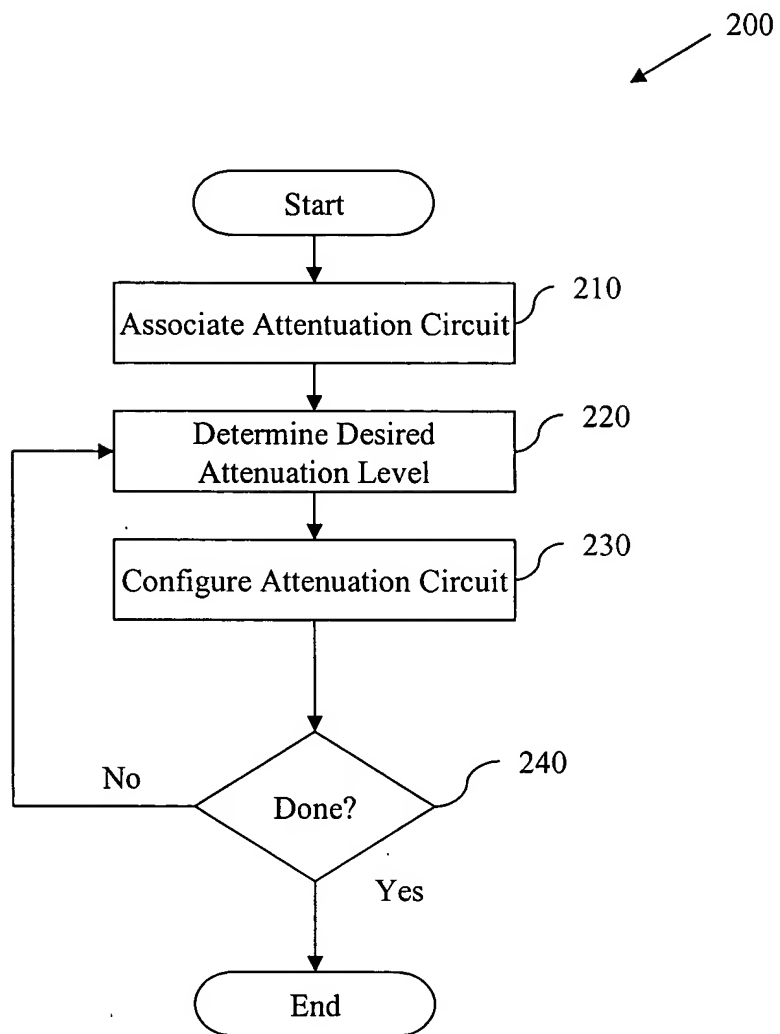 200
Start
210
Associate Attentuation Circuit
220
Determine Desired
Attenuation Level
230
Configure Attenuation Circuit
240
No
Done?
Yes
End